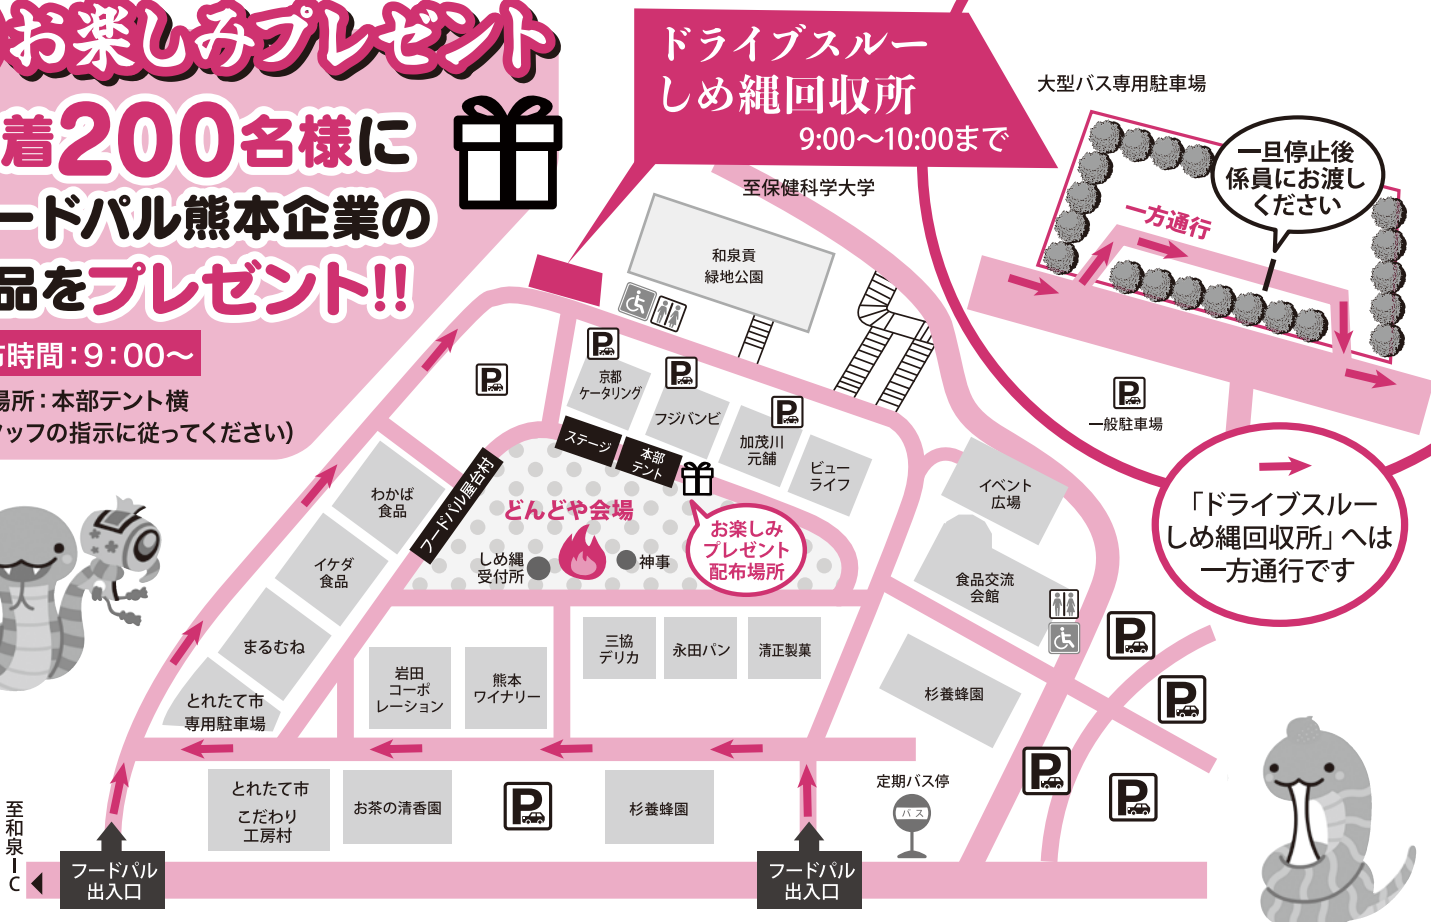 お楽しみプレゼント
着200名様に
ードパル熊本企業の
品をプレゼント!!
時間：9：00〜
場所：本部テント横
ッフの指示に従ってください）
ドライブスルー
しめ縄回収所
9:00〜10:00まで
大型バス専用駐車場
一旦停止後
係員にお渡し
ください
一方通行
P
一般駐車場
「ドライブスルー
しめ縄回収所」へは
一方通行です
至保健科学大学
和泉貢
緑地公園
P
P
P
P
京都
ケータリング
フジバンビ
加茂川
元舗
ビュー
ライフ
ステージ
本部
テント
フードパル屋台村
どんどや会場
しめ縄
受付所
神事
お楽しみ
プレゼント
配布場所
わかば
食品
イケダ
食品
まるむね
とれたて市
専用駐車場
岩田
コーポ
レーション
熊本
ワイナリー
三協
デリカ
永田パン
清正製菓
イベント
広場
食品交流
会館
杉養蜂園
P
P
P
P
とれたて市
こだわり
工房村
お茶の清香園
P
杉養蜂園
定期バス停
バス
フードパル
出入口
フードパル
出入口
至和泉IC